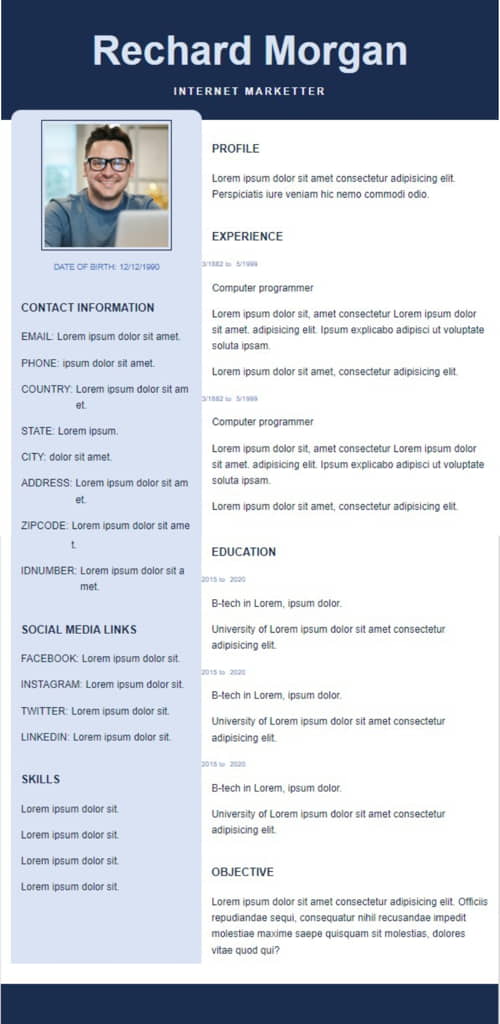 Rechard Morgan
INTERNET MARKETTER
DATE OF BIRTH: 12/12/1990
CONTACT INFORMATION
EMAIL: Lorem ipsum dolor sit amet.
PHONE: ipsum dolor sit amet.
COUNTRY: Lorem ipsum dolor sit am
et.
STATE: Lorem ipsum.
CITY: dolor sit amet.
ADDRESS: Lorem ipsum dolor sit am
et.
ZIPCODE: Lorem ipsum dolor sit ame
t.
IDNUMBER: Lorem ipsum dolor sit a
met.
SOCIAL MEDIA LINKS
FACEBOOK: Lorem ipsum dolor sit.
INSTAGRAM: Lorem ipsum dolor sit.
TWITTER: Lorem ipsum dolor sit.
LINKEDIN: Lorem ipsum dolor sit.
SKILLS
Lorem ipsum dolor sit.
Lorem ipsum dolor sit.
Lorem ipsum dolor sit.
Lorem ipsum dolor sit.
PROFILE
Lorem ipsum dolor sit amet consectetur adipisicing elit.
Perspiciatis iure veniam hic nemo commodi odio.
EXPERIENCE
3/1882 to 5/1999
Computer programmer
Lorem ipsum dolor sit, amet consectetur Lorem ipsum dolor
sit amet. adipisicing elit. Ipsum explicabo adipisci ut voluptate
soluta ipsam.
Lorem ipsum dolor sit amet, consectetur adipisicing elit.
3/1882 to 5/1999
Computer programmer
Lorem ipsum dolor sit, amet consectetur Lorem ipsum dolor
sit amet. adipisicing elit. Ipsum explicabo adipisci ut voluptate
soluta ipsam.
Lorem ipsum dolor sit amet, consectetur adipisicing elit.
EDUCATION
2015 to 2020
B-tech in Lorem, ipsum dolor.
University of Lorem ipsum dolor sit amet consectetur
adipisicing elit.
2015 to 2020
B-tech in Lorem, ipsum dolor.
University of Lorem ipsum dolor sit amet consectetur
adipisicing elit.
2015 to 2020
B-tech in Lorem, ipsum dolor.
University of Lorem ipsum dolor sit amet consectetur
adipisicing elit.
OBJECTIVE
Lorem ipsum dolor sit amet consectetur adipisicing elit. Officiis
repudiandae sequi, consequatur nihil recusandae impedit
molestiae maxime saepe quisquam sit molestias, dolores
vitae quod qui?